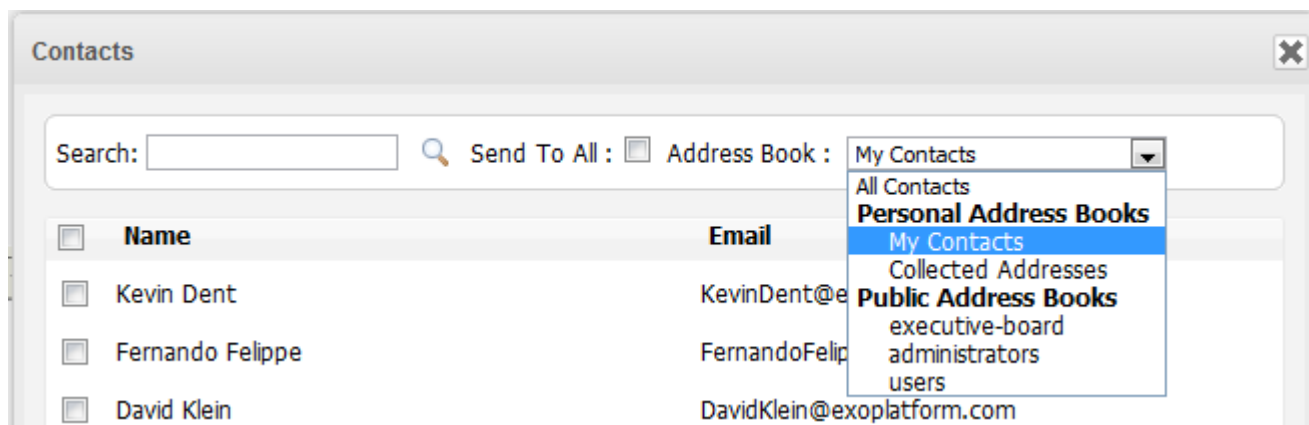 Contacts
Search: Send To All : Address Book : My Contacts
All Contacts
Personal Address Books
My Contacts
Collected Addresses
Public Address Books
executive-board
administrators
users
Name Email
Kevin Dent KevinDent@e
Fernando Felippe FernandoFelip
David Klein DavidKlein@exoplatform.com